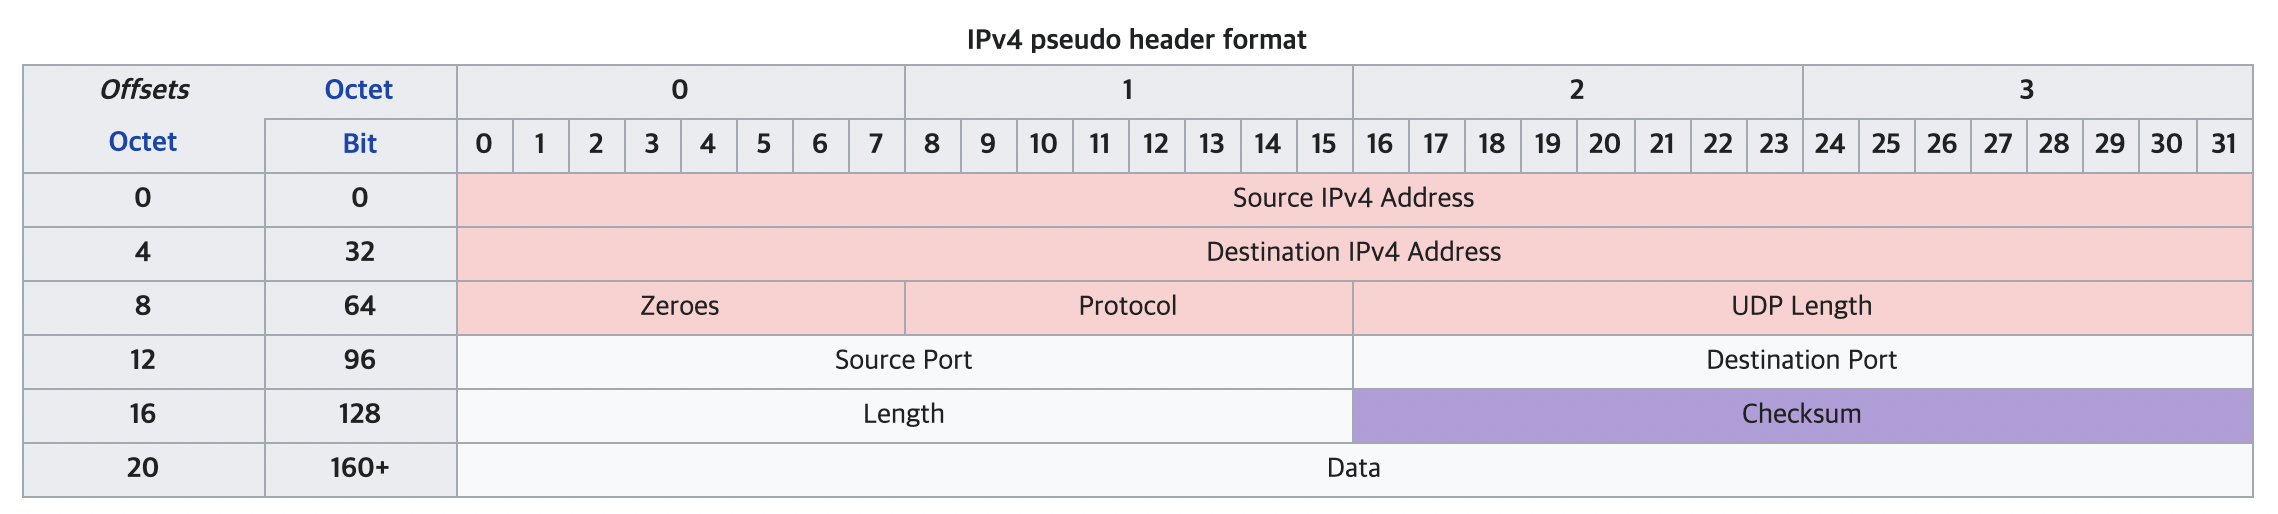 IPv4 pseudo header format
Offsets Octet 0 1 2 3
Octet Bit 0 1 2 3 4 5 6 7 8 9 10 11 12 13 14 15 16 17 18 19 20 21 22 23 24 25 26 27 28 29 30 31
0 0 Source IPv4 Address
4 32 Destination IPv4 Address
8 64 Zeroes Protocol UDP Length
12 96 Source Port Destination Port
16 128 Length Checksum
20 160+ Data